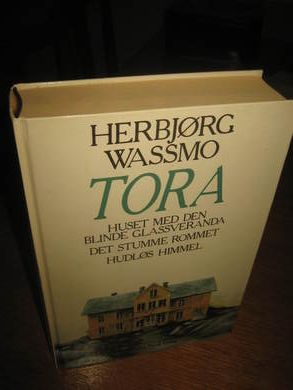 HERBJØRG
WASSMO
TORA
HUSET MED DEN
BLINDE GLASSVERANDA
DET STUMME ROMMET
HUDLØS HIMMEL